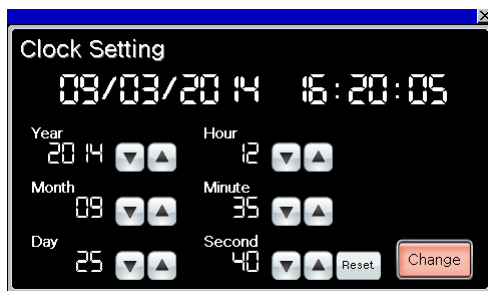 Clock Setting
09/03/2014 16:20:05
Year Hour
2014 12
Month Minute
09 35
Day Second
25 40 Reset Change